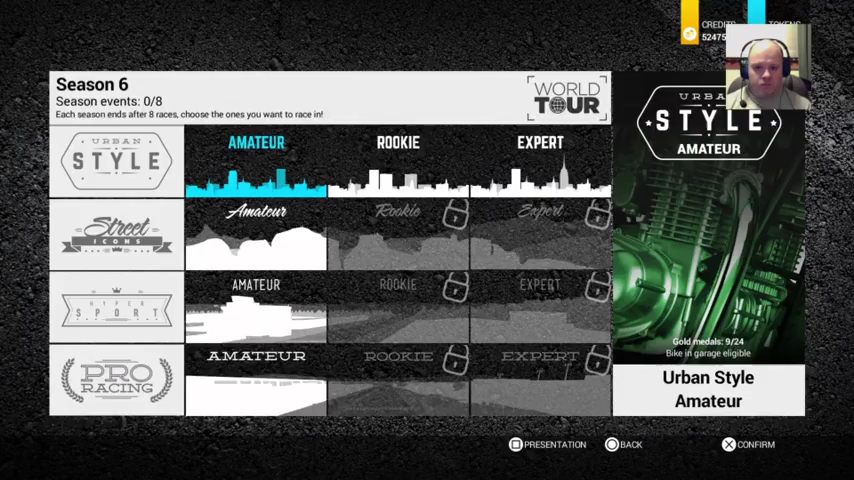 CREDITS
TOKENS
52475
Season 6
Season events: 0/8
Each season ends after 8 races, choose the ones you want to race in!
WORLD
TOUR
URBAN
STYLE
AMATEUR
ROOKIE
EXPERT
STYLE
AMATEUR
Street
ICONS
Amateur
Rookie
Expert
HYPER
SPORT
AMATEUR
ROOKIE
EXPERT
PRO
RACING
AMATEUR
ROOKIE
EXPERT
Gold medals: 9/24
Bike in garage eligible
Urban Style
Amateur
PRESENTATION
BACK
CONFIRM